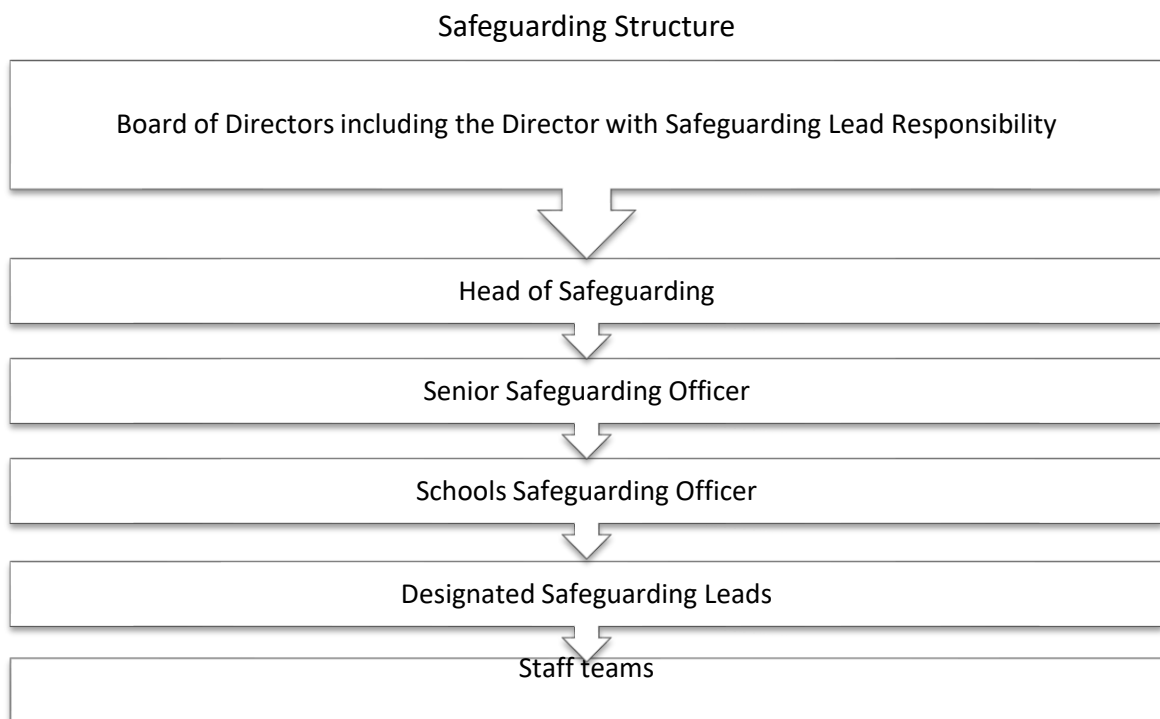 Safeguarding Structure
Board of Directors including the Director with Safeguarding Lead Responsibility
Head of Safeguarding
Senior Safeguarding Officer
Schools Safeguarding Officer
Designated Safeguarding Leads
Staff teams